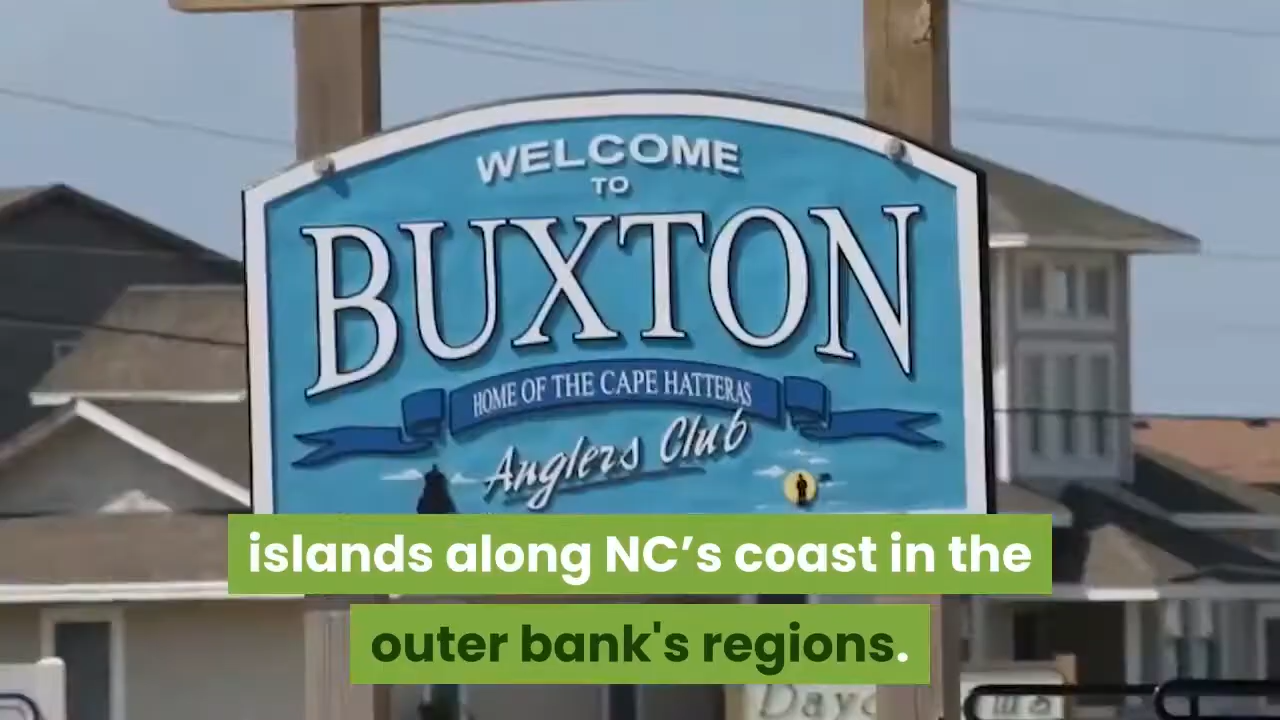 WELCOME
TO
BUXTON
HOME OF THE CAPE HATTERAS
Anglers Club
islands along NC’s coast in the
outer bank's regions.